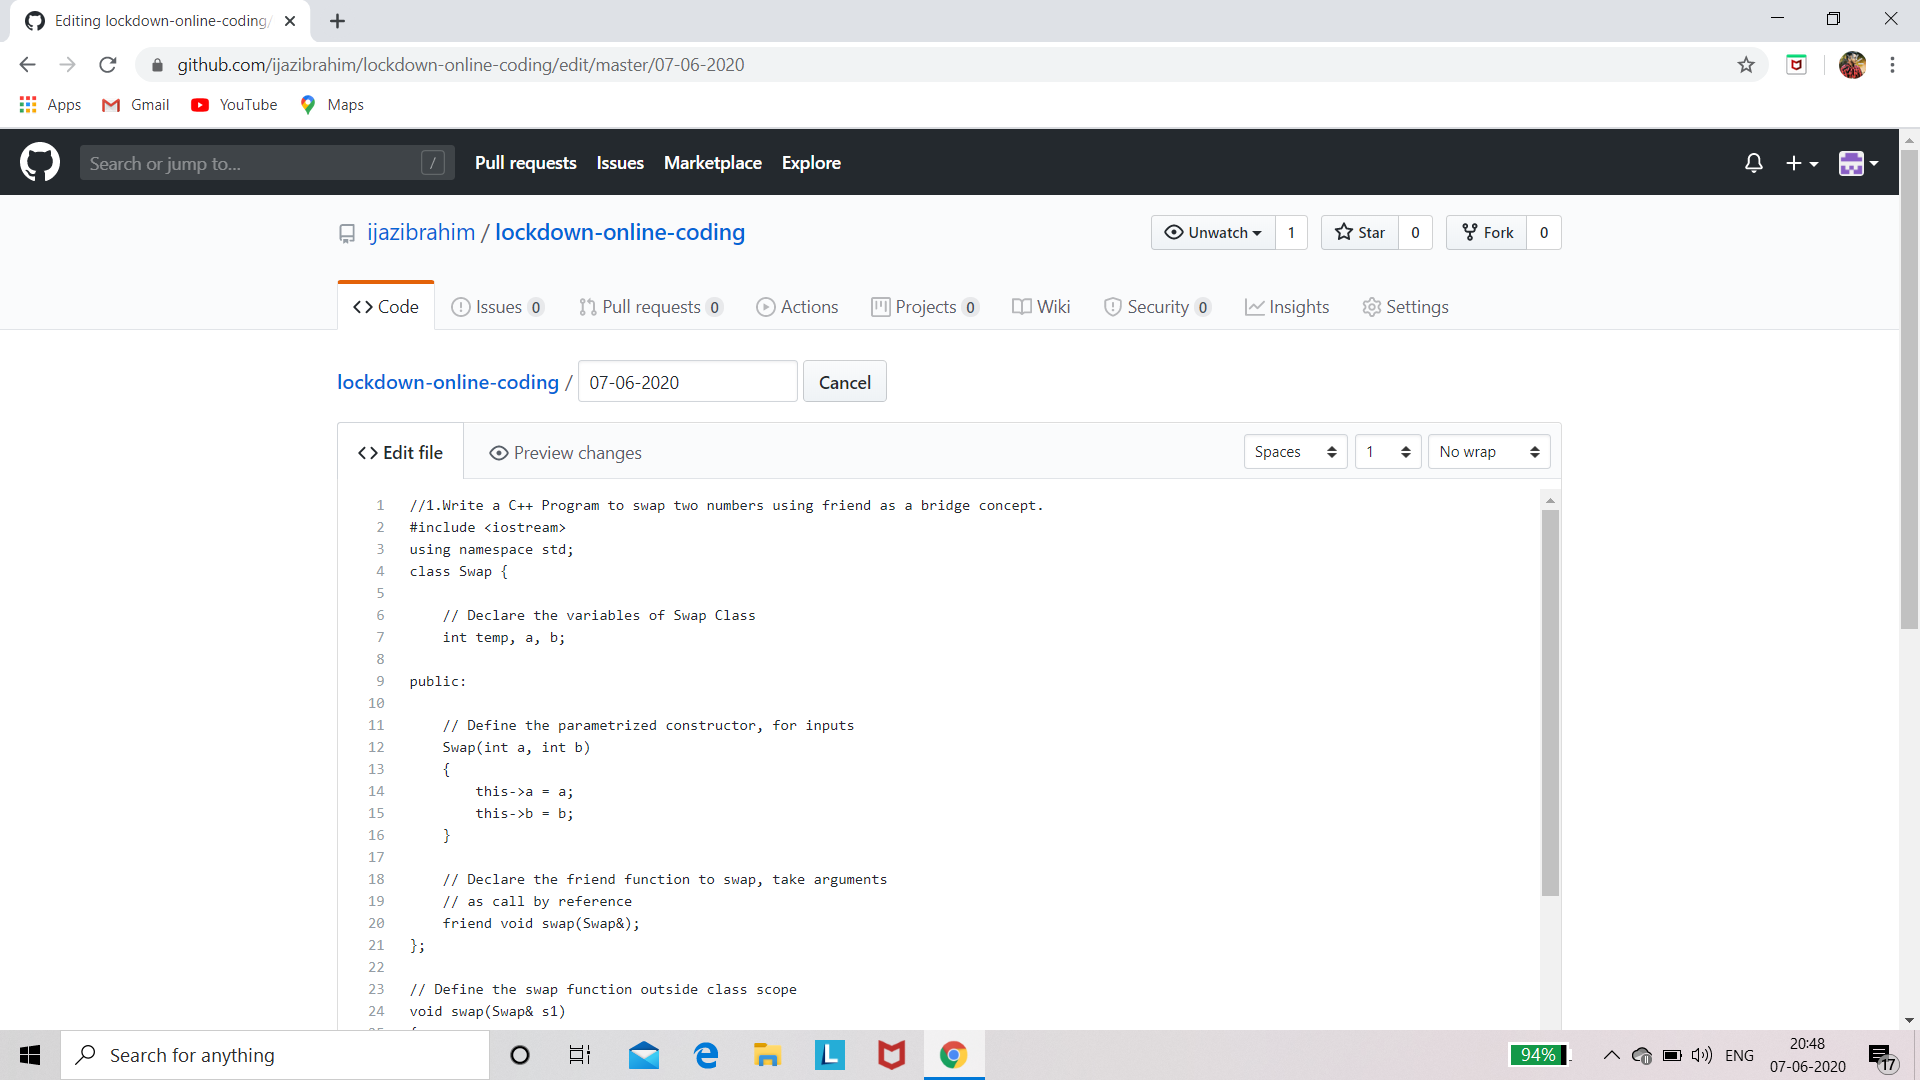 Editing lockdown-online-coding/
github.com/ijazibrahim/lockdown-online-coding/edit/master/07-06-2020
Apps Gmail YouTube Maps
Search or jump to... / Pull requests Issues Marketplace Explore
ijazibrahim / lockdown-online-coding Unwatch 1 Star 0 Fork 0
Code Issues 0 Pull requests 0 Actions Projects 0 Wiki Security 0 Insights Settings
lockdown-online-coding / 07-06-2020 Cancel
Edit file Preview changes Spaces 1 No wrap
1 //1.Write a C++ Program to swap two numbers using friend as a bridge concept.
2 #include <iostream>
3 using namespace std;
4 class Swap {
5
6 // Declare the variables of Swap Class
7 int temp, a, b;
8
9 public:
10
11 // Define the parametrized constructor, for inputs
12 Swap(int a, int b)
13 {
14 this->a = a;
15 this->b = b;
16 }
17
18 // Declare the friend function to swap, take arguments
19 // as call by reference
20 friend void swap(Swap&);
21 };
22
23 // Define the swap function outside class scope
24 void swap(Swap& s1)
Search for anything L 94% ENG 20:48
07-06-2020 17